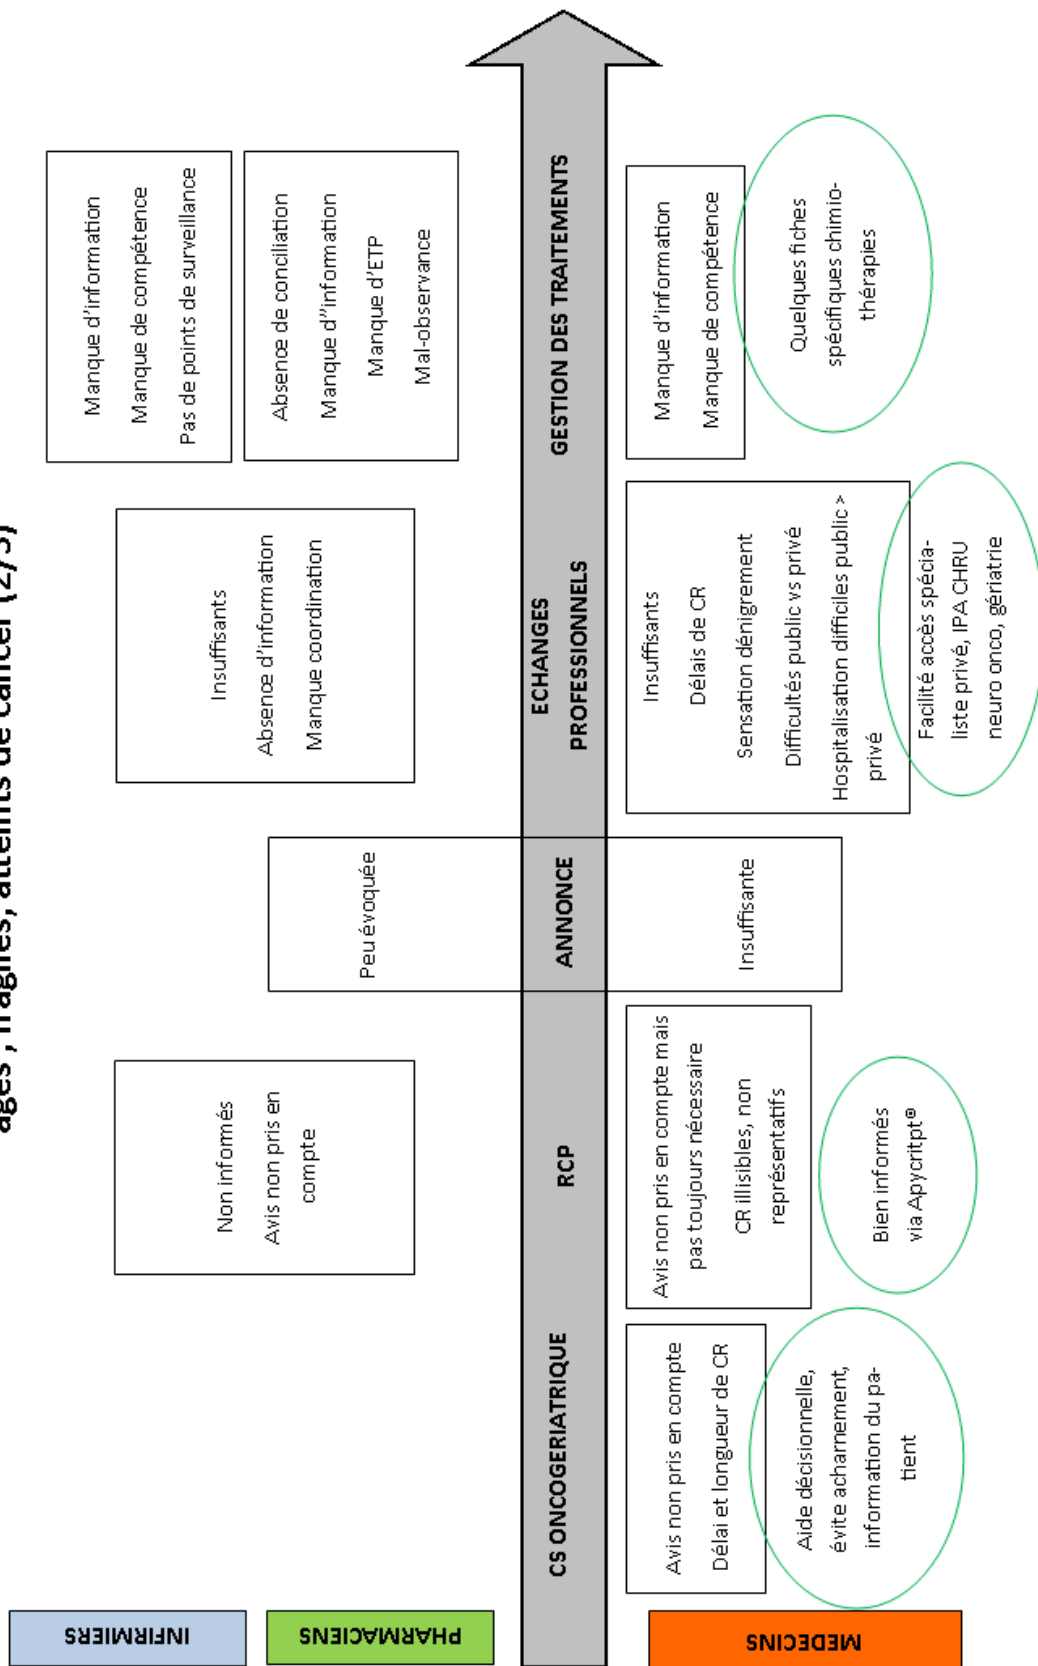 âgés , fragiles, atteints de cancer (2/3)
INFIRMIERS
PHARMACIENS
MEDECINS
CS ONCOGERIATRIQUE
RCP
ANNONCE
ECHANGES
PROFESSIONNELS
GESTION DES TRAITEMENTS
Non informés
Avis non pris en
compte
Peu évoquée
Insuffisants
Absence d'information
Manque coordination
Manque d'information
Manque de compétence
Pas de points de surveillance
Absence de conciliation
Manque d''information
Manque d'ETP
Mal-observance
Avis non pris en compte
Délai et longueur de CR
Aide décisionnelle,
évite acharnement,
information du pa-
tient
Avis non pris en compte mais
pas toujours nécessaire
CR illisibles, non
représentatifs
Bien informés
via Apycritpt®
Insuffisante
Insuffisants
Délais de CR
Sensation dénigrement
Difficultés public vs privé
Hospitalisation difficiles public >
privé
Facilité accès spécia-
liste privé, IPA CHRU
neuro onco, gériatrie
Manque d'information
Manque de compétence
Quelques fiches
spécifiques chimio-
thérapies